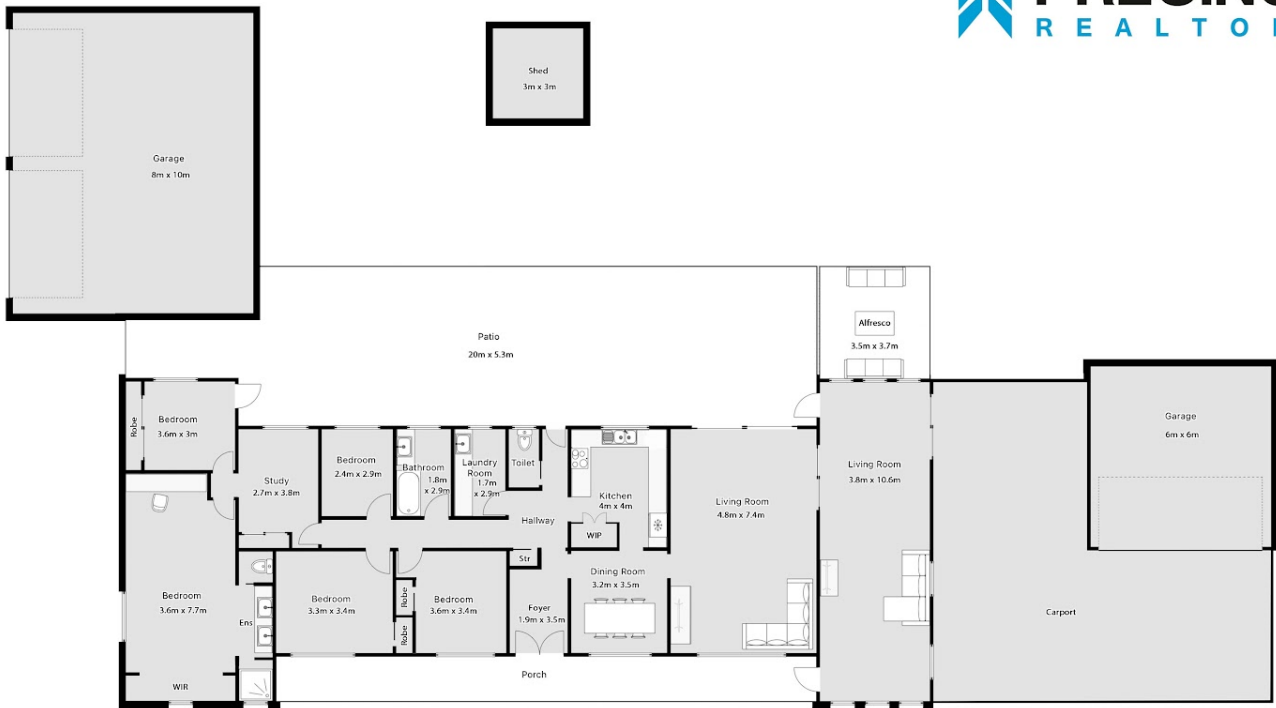 REALTO
Shed
3m x 3m
Garage
8m x 10m
Patio
20m x 5.3m
Alfresco
3.5m x 3.7m
Robe
Bedroom
3.6m x 3m
Study
2.7m x 3.8m
Bedroom
2.4m x 2.9m
Bathroom
1.8m
x 2.9m
Laundry
Room
1.7m
x 2.9m
Toilet
Hallway
Kitchen
4m x 4m
WIP
Living Room
4.8m x 7.4m
Living Room
3.8m x 10.6m
Garage
6m x 6m
Bedroom
3.6m x 7.7m
Ens
Bedroom
3.3m x 3.4m
Robe
Robe
Bedroom
3.6m x 3.4m
Str
Foyer
1.9m x 3.5m
Dining Room
3.2m x 3.5m
Carport
WIR
Porch